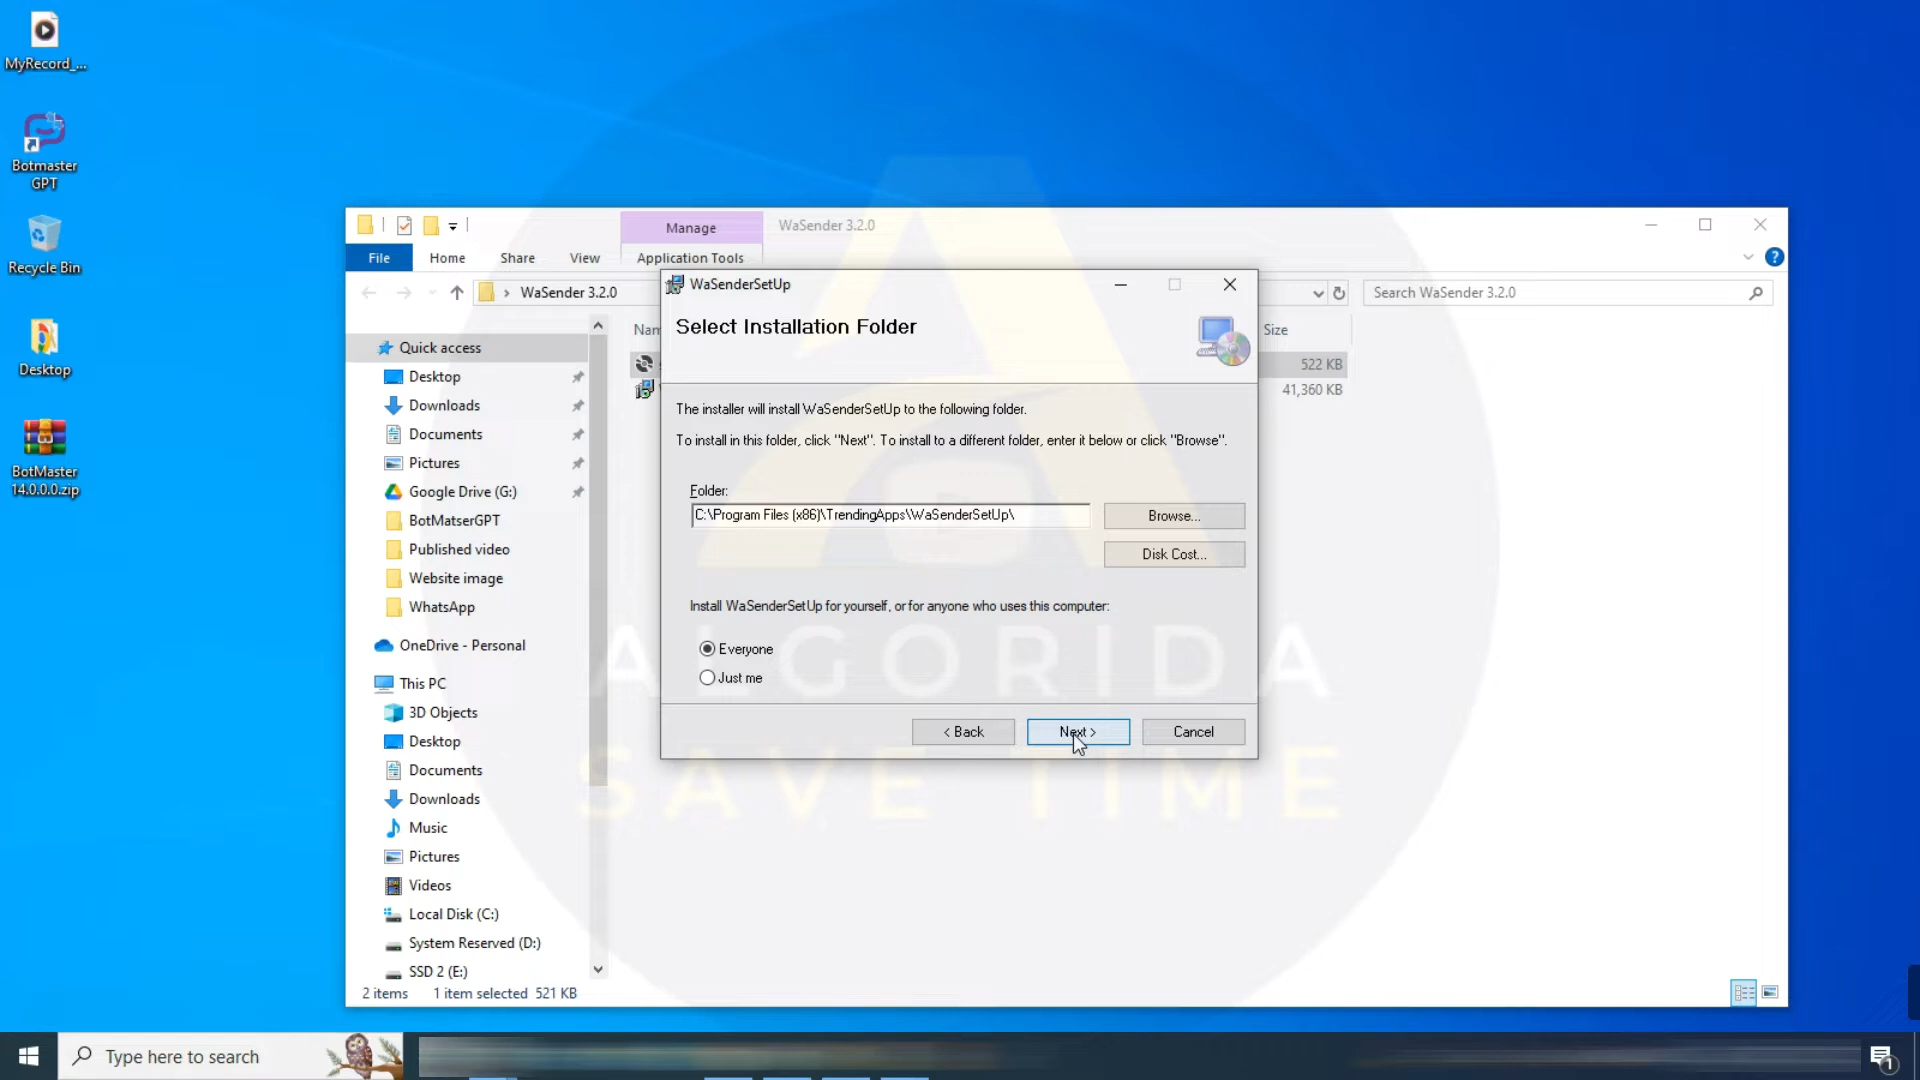 MyRecord_...
Botmaster
GPT
Recycle Bin
Desktop
BotMaster
14.0.0.0.zip
Manage
WaSender 3.2.0
File
Home
Share
View
Application Tools
WaSender 3.2.0
Search WaSender 3.2.0
Nam
Size
522 KB
41,360 KB
Quick access
Desktop
Downloads
Documents
Pictures
Google Drive (G:)
BotMatserGPT
Published video
Website image
WhatsApp
OneDrive - Personal
This PC
3D Objects
Desktop
Documents
Downloads
Music
Pictures
Videos
Local Disk (C:)
System Reserved (D:)
SSD 2 (E:)
2 items
1 item selected 521 KB
WaSenderSetUp
Select Installation Folder
The installer will install WaSenderSetUp to the following folder.
To install in this folder, click "Next". To install to a different folder, enter it below or click "Browse".
Folder:
C:\Program Files (x86)\TrendingApps\WaSenderSetUp\
Browse...
Disk Cost...
Install WaSenderSetUp for yourself, or for anyone who uses this computer:
Everyone
Just me
< Back
Next >
Cancel
ALGORIDA
SAVE TIME
Type here to search
1